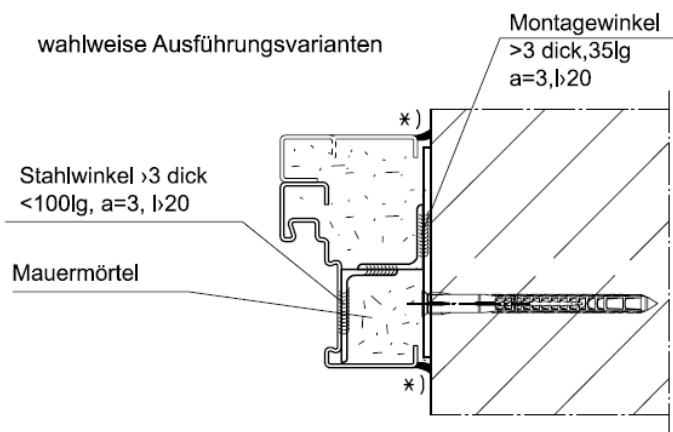 wahlweise Ausführungsvarianten
Montagewinkel
>3 dick,35lg
a=3,l›20
*)
Stahlwinkel ›3 dick
<100lg, a=3, l›20
Mauermörtel
*)